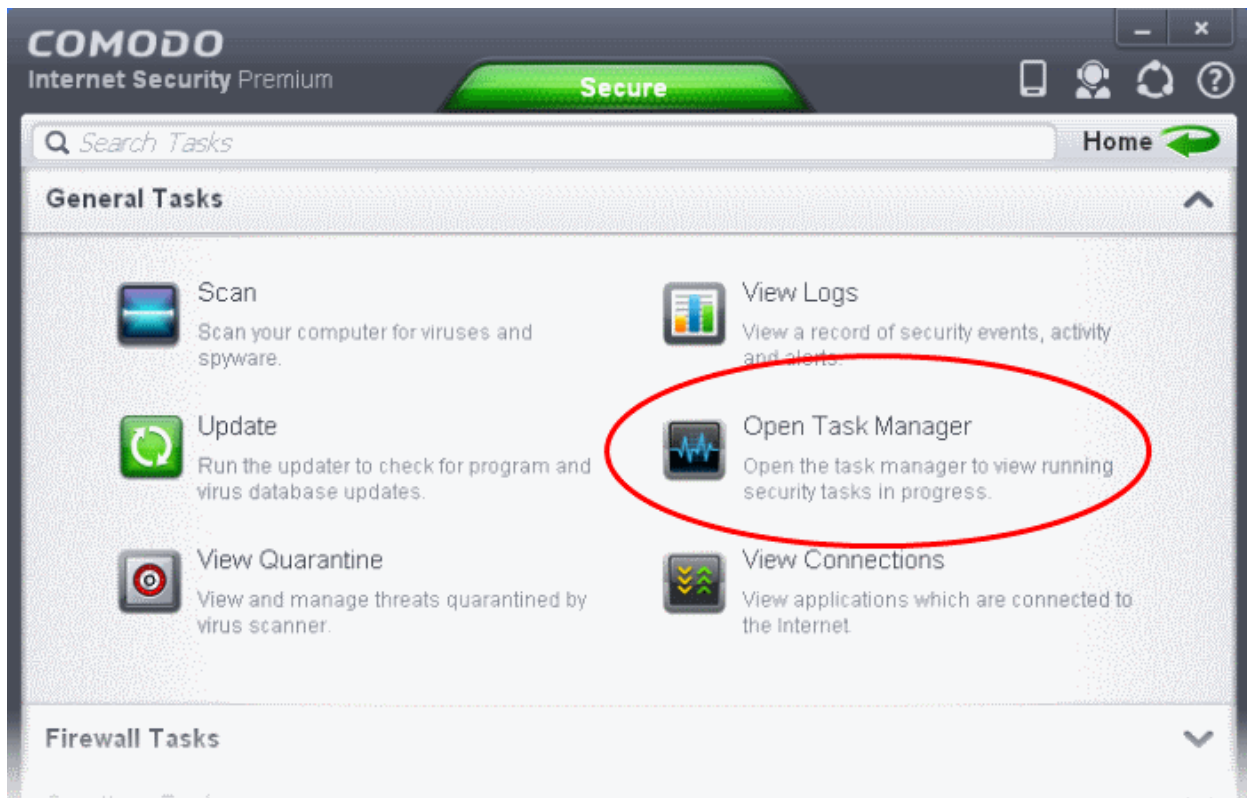 COMODO
Internet Security Premium
Secure
Search Tasks
Home
General Tasks
Scan
Scan your computer for viruses and
spyware.
View Logs
View a record of security events, activity
and alerts.
Update
Run the updater to check for program and
virus database updates.
Open Task Manager
Open the task manager to view running
security tasks in progress.
View Quarantine
View and manage threats quarantined by
virus scanner.
View Connections
View applications which are connected to
the Internet.
Firewall Tasks